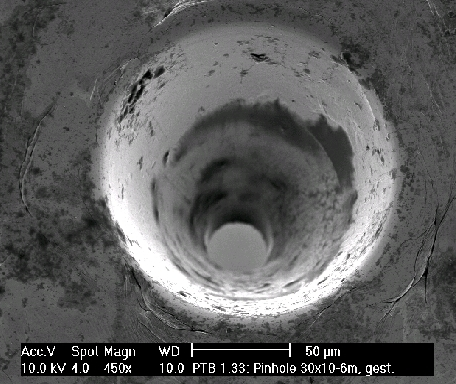 Acc.V Spot Magn WD 50 µm
10.0 kV 4.0 450x 10.0 PTB 1.33: Pinhole 30x10-6m, gest.